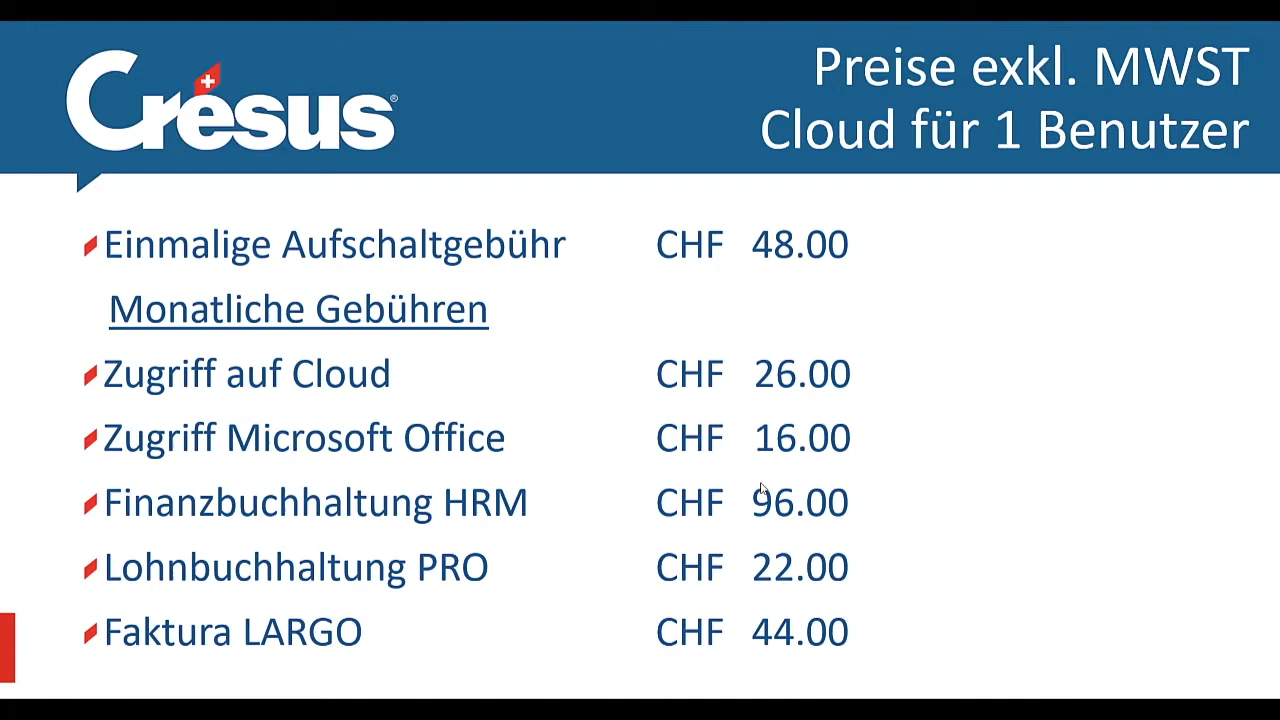 Crésus®
Preise exkl. MWST
Cloud für 1 Benutzer
Einmalige Aufschaltgebühr CHF 48.00
Monatliche Gebühren
Zugriff auf Cloud CHF 26.00
Zugriff Microsoft Office CHF 16.00
Finanzbuchhaltung HRM CHF 96.00
Lohnbuchhaltung PRO CHF 22.00
Faktura LARGO CHF 44.00